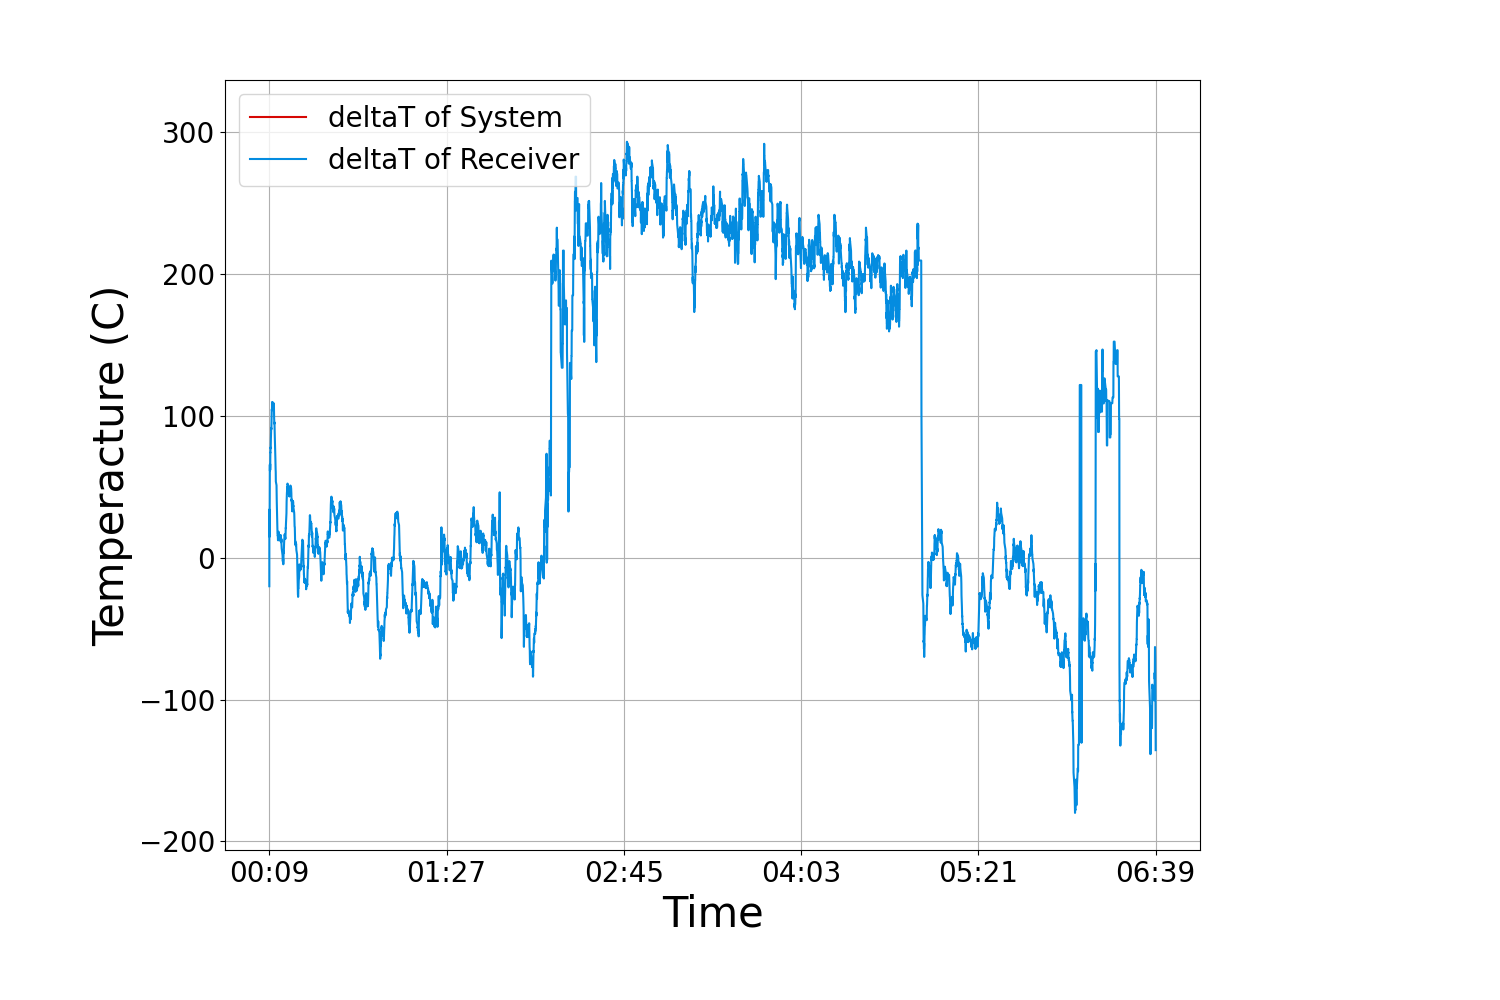 deltaT of System
deltaT of Receiver
300
200
100
0
−100
−200
Temperacture (C)
00:09 01:27 02:45 04:03 05:21 06:39
Time